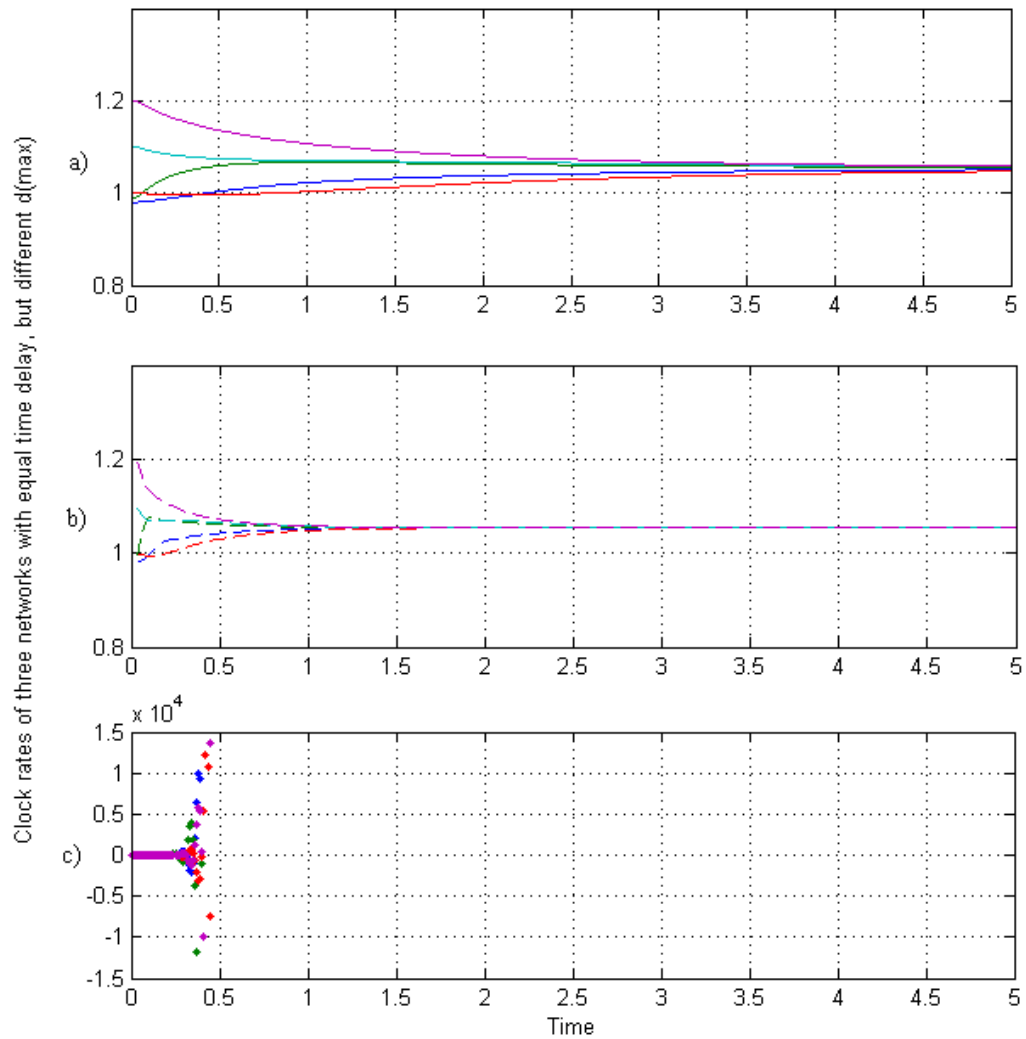 Clock rates of three networks with equal time delay, but different d(max)
a)
1.2
1
0.8
0 0.5 1 1.5 2 2.5 3 3.5 4 4.5 5
b)
1.2
1
0.8
0 0.5 1 1.5 2 2.5 3 3.5 4 4.5 5
c)
x 10^4
1.5
1
0.5
0
-0.5
-1
-1.5
0 0.5 1 1.5 2 2.5 3 3.5 4 4.5 5
Time